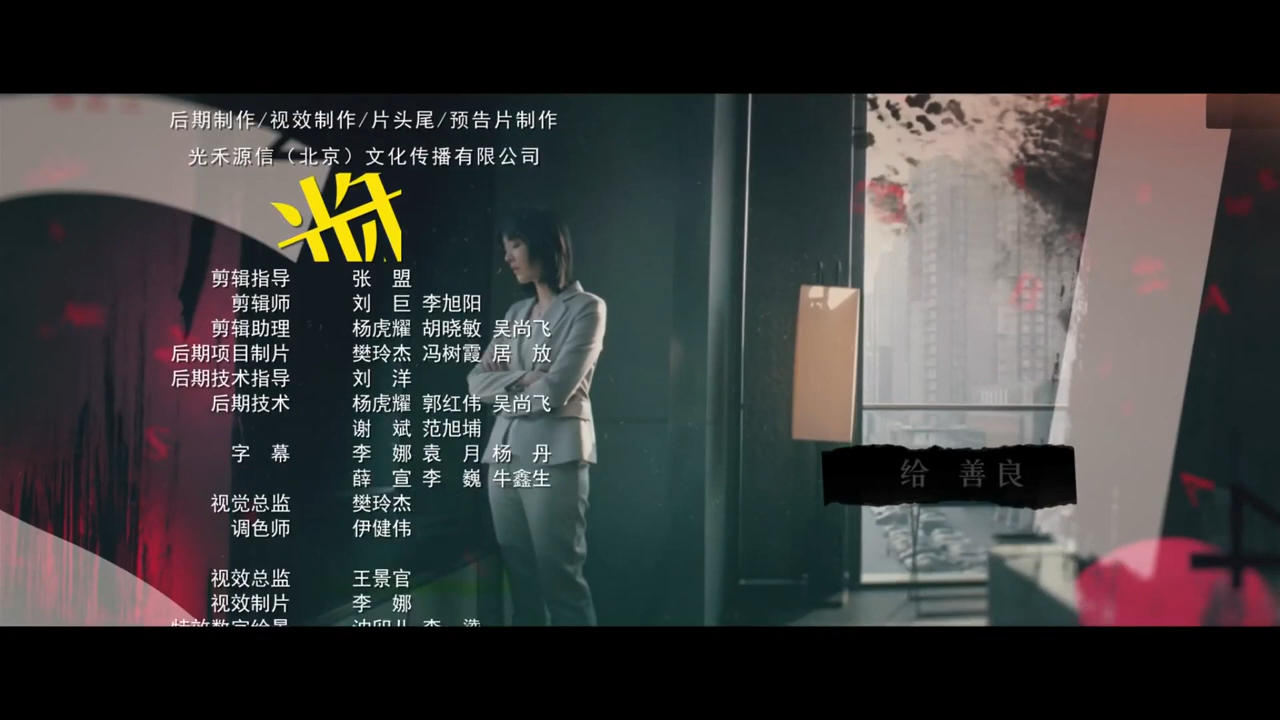 后期制作/视效制作/片头尾/预告片制作
光禾源信（北京）文化传播有限公司
剪辑指导 张 盟
剪辑师 刘 巨 李旭阳
剪辑助理 杨虎耀 胡晓敏 吴尚飞
后期项目制片 樊玲杰 冯树霞 居 放
后期技术指导 刘 洋
后期技术 杨虎耀 郭红伟 吴尚飞
谢 斌 范旭埔
字 幕 李 娜 袁 月 杨 丹
薛 宣 李 巍 牛鑫生
视觉总监 樊玲杰
调色师 伊健伟
视效总监 王景官
视效制片 李 娜
给 善良